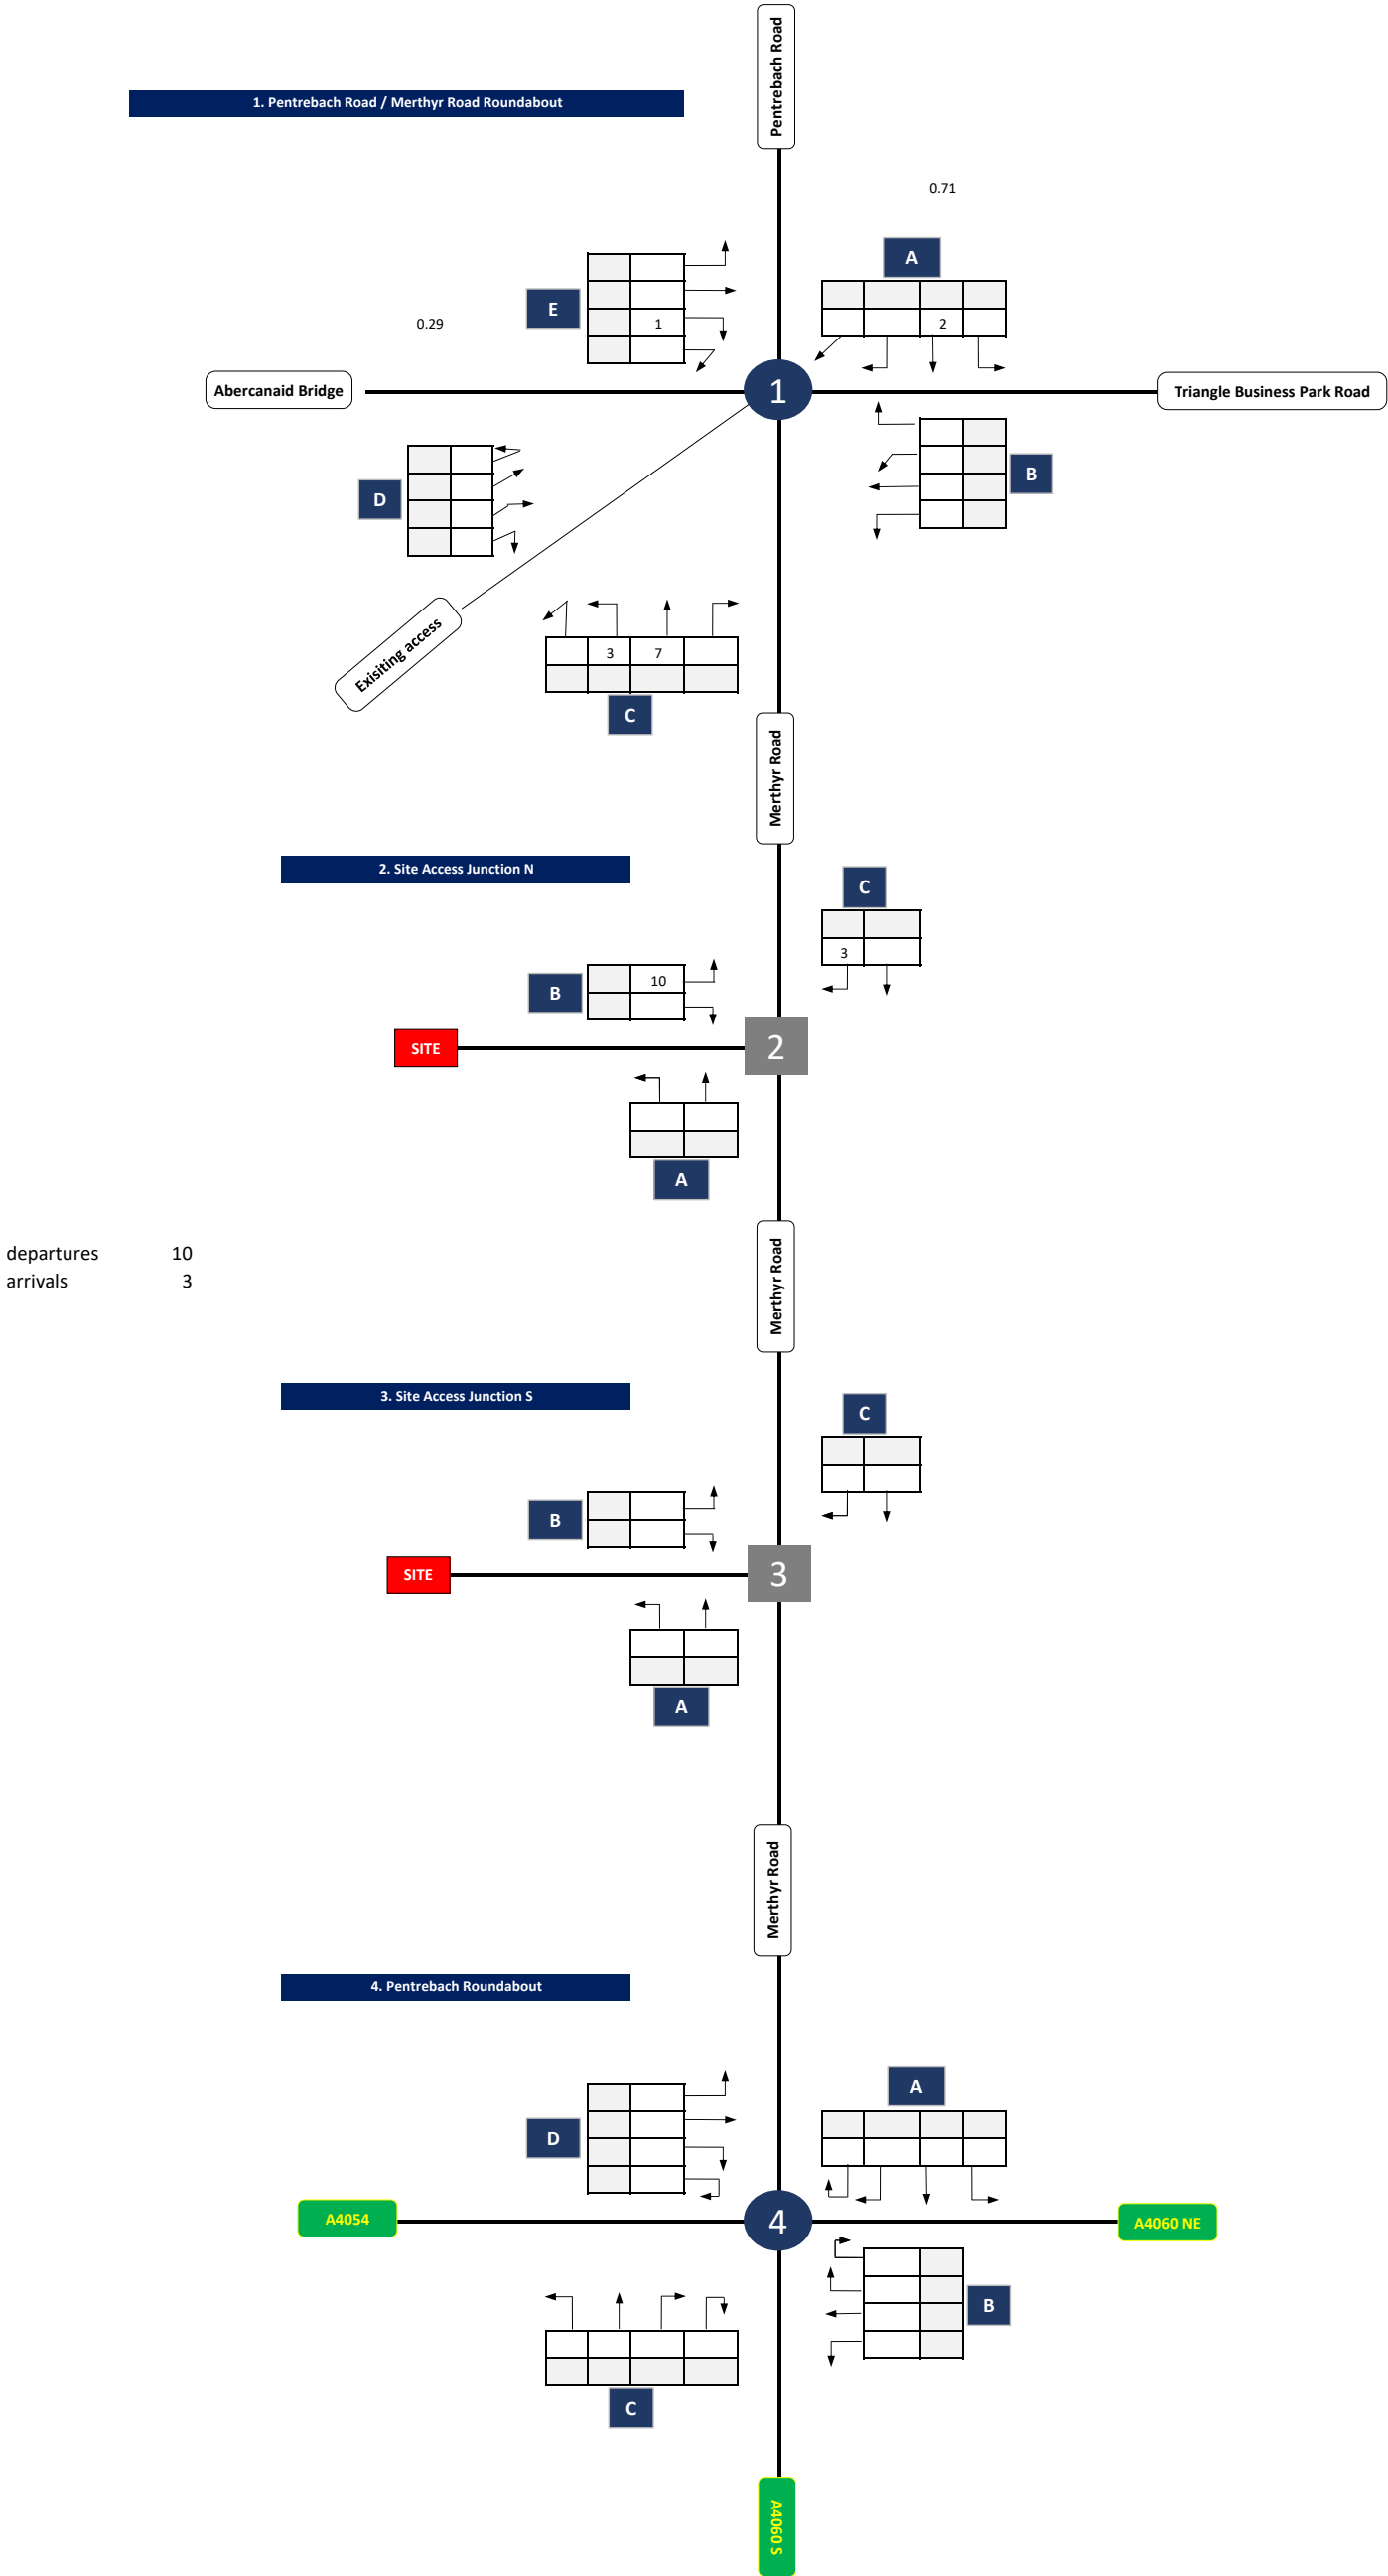 Pentrebach Road
1. Pentrebach Road / Merthyr Road Roundabout
0.71
A
E
0.29
1
2
Abercanaid Bridge
1
Triangle Business Park Road
D
B
Exisiting access
3 7
C
Merthyr Road
2. Site Access Junction N
C
3
B
10
SITE
2
A
departures 10
arrivals 3
Merthyr Road
3. Site Access Junction S
C
B
SITE
3
A
Merthyr Road
4. Pentrebach Roundabout
A
D
A4054
4
A4060 NE
B
C
A4060 S